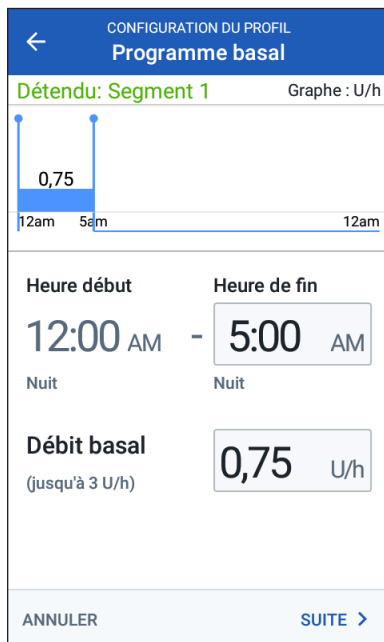 CONFIGURATION DU PROFIL
Programme basal
Détendu: Segment 1 Graphe : U/h
0,75
12am 5am 12am
Heure début Heure de fin
12:00 AM - 5:00 AM
Nuit Nuit
Débit basal 0,75 U/h
(jusqu'à 3 U/h)
ANNULER SUITE